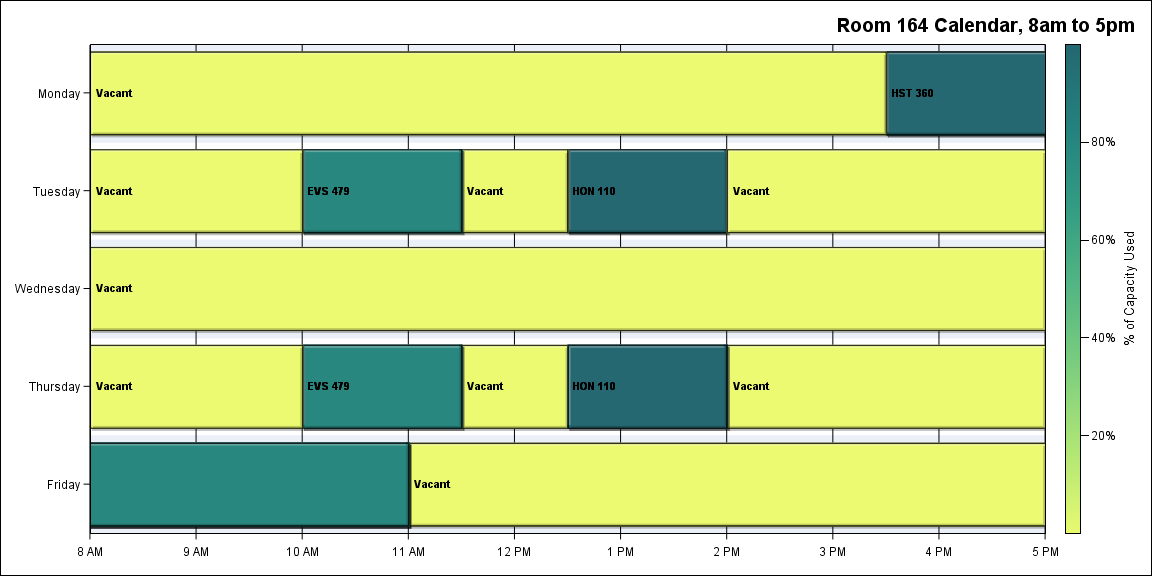 Room 164 Calendar, 8am to 5pm
Monday
Vacant
HST 360
Tuesday
Vacant
EVS 479
Vacant
HON 110
Vacant
Wednesday
Vacant
Thursday
Vacant
EVS 479
Vacant
HON 110
Vacant
Friday
Vacant
8 AM
9 AM
10 AM
11 AM
12 PM
1 PM
2 PM
3 PM
4 PM
5 PM
80%
60%
40%
20%
% of Capacity Used